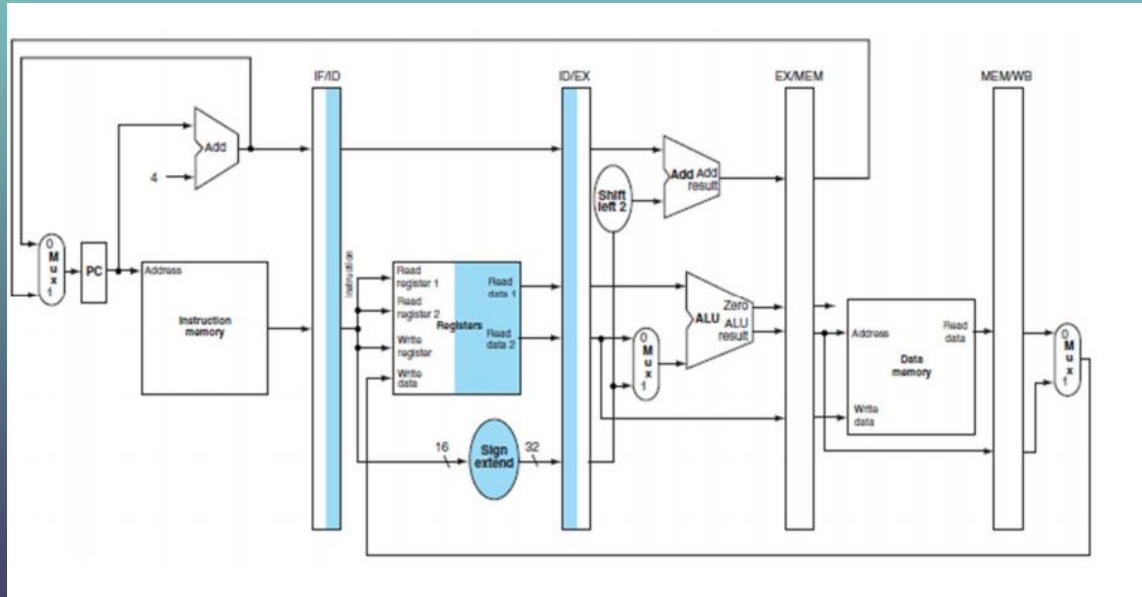 IF/ID
ID/EX
EX/MEM
MEM/WB
Add
4
Add Add
result
Shift
left 2
0
M
u
x
1
PC
Address
Instruction
memory
Instruction
Read
register 1
Read
register 2
Write
register
Write
data
Registers
Read
data 1
Read
data 2
16
Sign
extend
32
0
M
u
x
1
Zero
ALU
ALU
result
Address
Read
data
Data
memory
Write
data
0
M
u
x
1